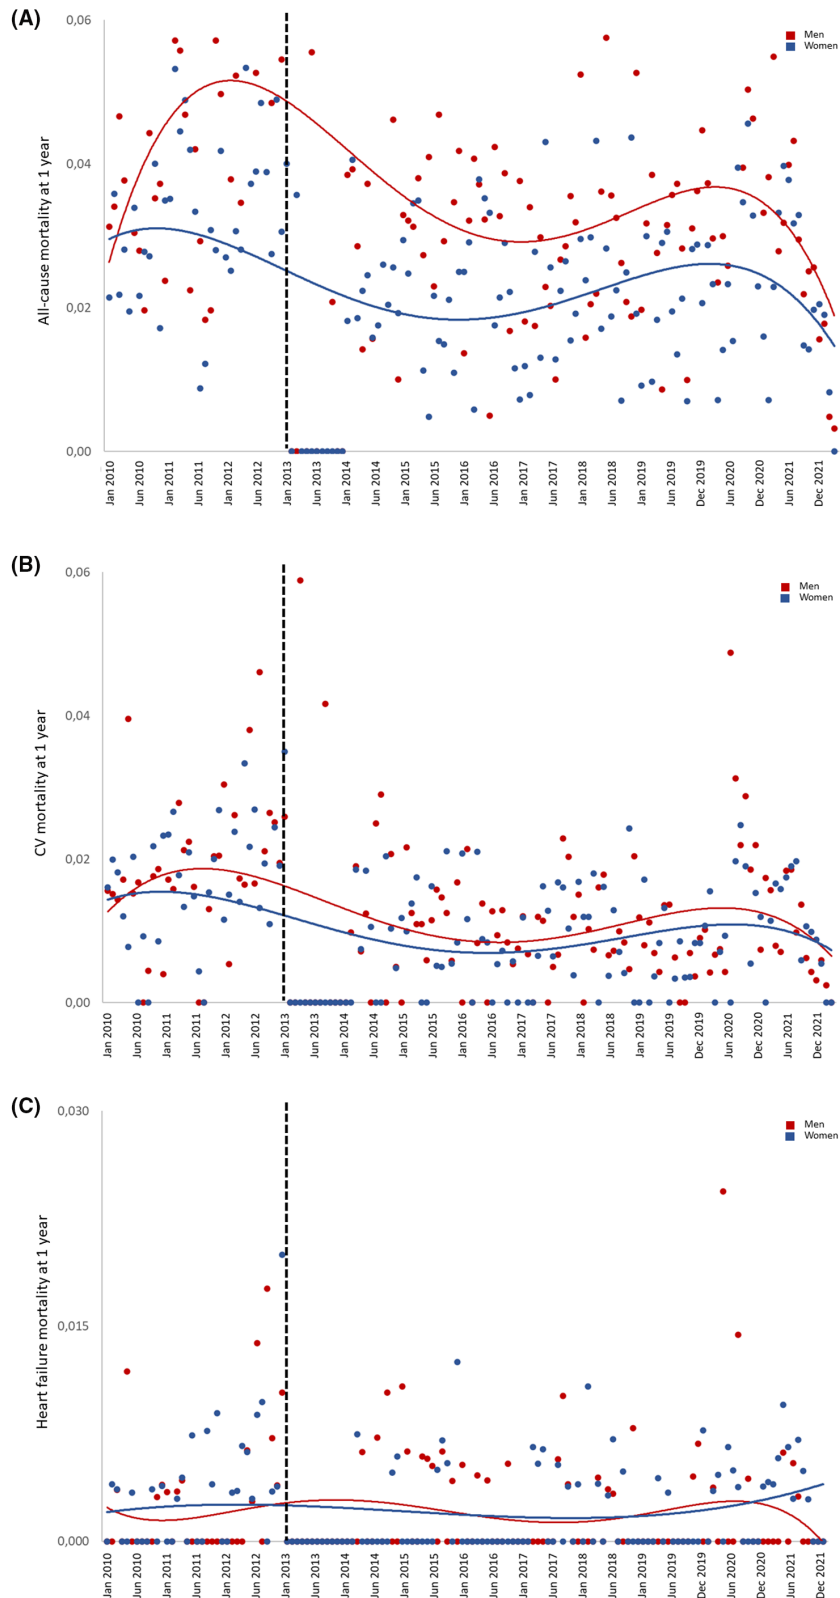 (A)
0,06
0,04
0,02
0,00
All-cause mortality at 1 year
Men
Women
Jan 2010
Jun 2010
Jan 2011
Jun 2011
Jan 2012
Jun 2012
Jan 2013
Jun 2013
Jan 2014
Jun 2014
Jan 2015
Jun 2015
Jan 2016
Jun 2016
Jan 2017
Jun 2017
Jan 2018
Jun 2018
Jan 2019
Jun 2019
Dec 2019
Jun 2020
Dec 2020
Jun 2021
Dec 2021
(B)
0,06
0,04
0,02
0,00
CV mortality at 1 year
Men
Women
Jan 2010
Jun 2010
Jan 2011
Jun 2011
Jan 2012
Jun 2012
Jan 2013
Jun 2013
Jan 2014
Jun 2014
Jan 2015
Jun 2015
Jan 2016
Jun 2016
Jan 2017
Jun 2017
Jan 2018
Jun 2018
Jan 2019
Jun 2019
Dec 2019
Jun 2020
Dec 2020
Jun 2021
Dec 2021
(C)
0,030
0,015
0,000
Heart failure mortality at 1 year
Men
Women
Jan 2010
Jun 2010
Jan 2011
Jun 2011
Jan 2012
Jun 2012
Jan 2013
Jun 2013
Jan 2014
Jun 2014
Jan 2015
Jun 2015
Jan 2016
Jun 2016
Jan 2017
Jun 2017
Jan 2018
Jun 2018
Jan 2019
Jun 2019
Dec 2019
Jun 2020
Dec 2020
Jun 2021
Dec 2021